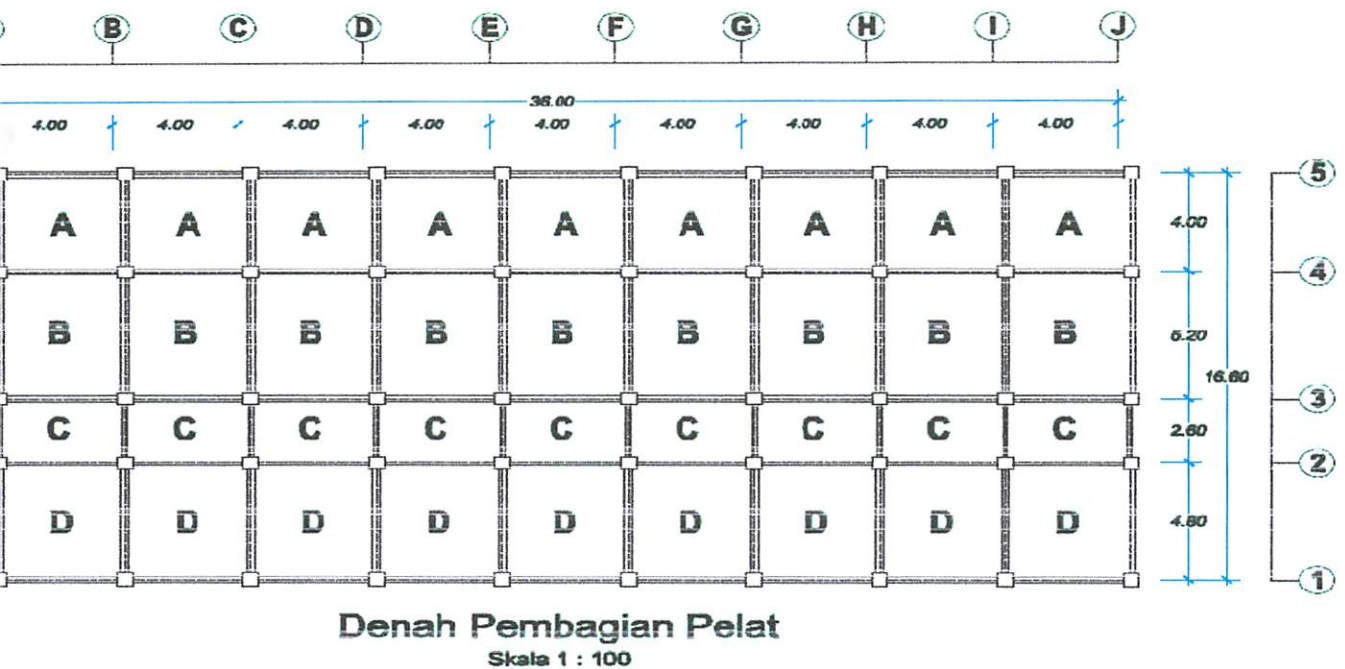 B C D E F G H I J
36.00
4.00 4.00 4.00 4.00 4.00 4.00 4.00 4.00 4.00
5
A A A A A A A A A
4.00
4
B B B B B B B B B
5.20
16.60
3
C C C C C C C C C
2.60
2
D D D D D D D D D
4.80
1
Denah Pembagian Pelat
Skala 1 : 100